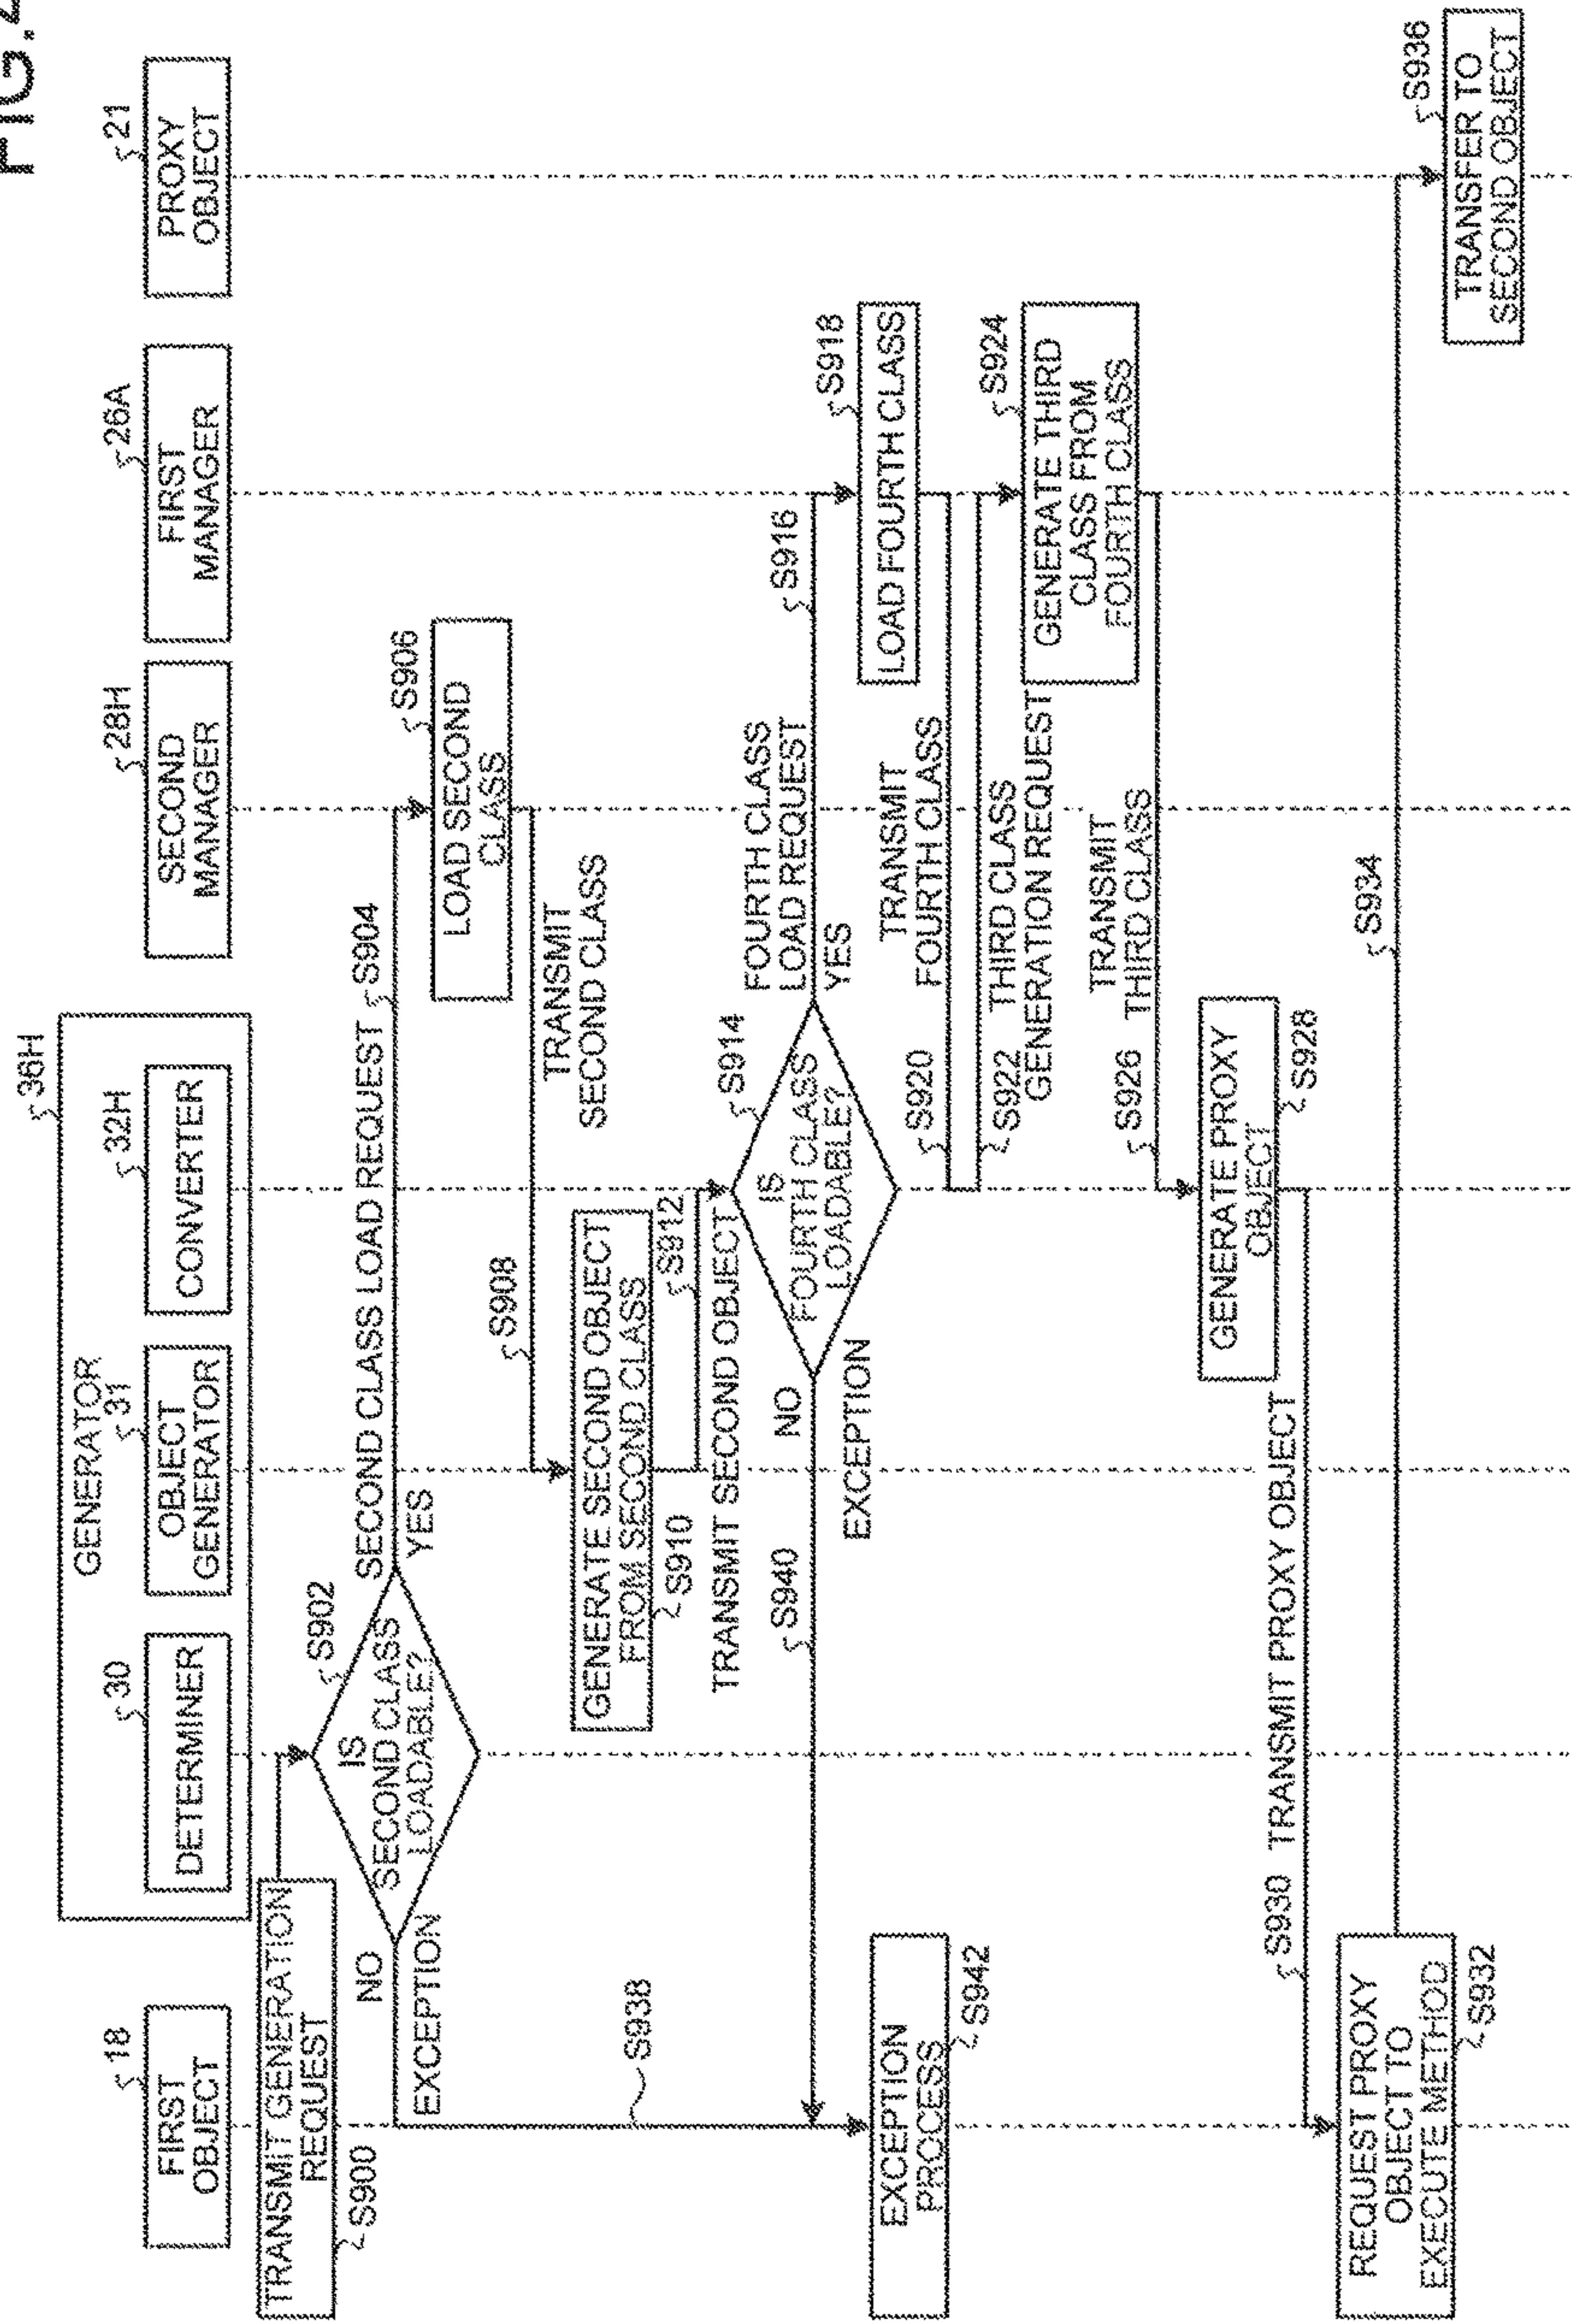 FIG.
18
FIRST
OBJECT
36H
GENERATOR
30
DETERMINER
31
OBJECT
GENERATOR
32H
CONVERTER
28H
SECOND
MANAGER
26A
FIRST
MANAGER
21
PROXY
OBJECT
TRANSMIT GENERATION
REQUEST
S900
S902
IS
SECOND CLASS
LOADABLE?
NO
EXCEPTION
YES
SECOND CLASS LOAD REQUEST
S904
S906
LOAD SECOND
CLASS
S908
TRANSMIT
SECOND CLASS
GENERATE SECOND OBJECT
FROM SECOND CLASS
S910
S912
TRANSMIT SECOND OBJECT
S914
IS
FOURTH CLASS
LOADABLE?
NO
EXCEPTION
YES
FOURTH CLASS
LOAD REQUEST
S916
S918
LOAD FOURTH CLASS
S920
TRANSMIT
FOURTH CLASS
S922
THIRD CLASS
GENERATION REQUEST
S924
GENERATE THIRD
CLASS FROM
FOURTH CLASS
S926
TRANSMIT
THIRD CLASS
GENERATE PROXY
OBJECT
S928
S938
S940
EXCEPTION
PROCESS
S942
S930
TRANSMIT PROXY OBJECT
REQUEST PROXY
OBJECT TO
EXECUTE METHOD
S932
S934
S936
TRANSFER TO
SECOND OBJECT